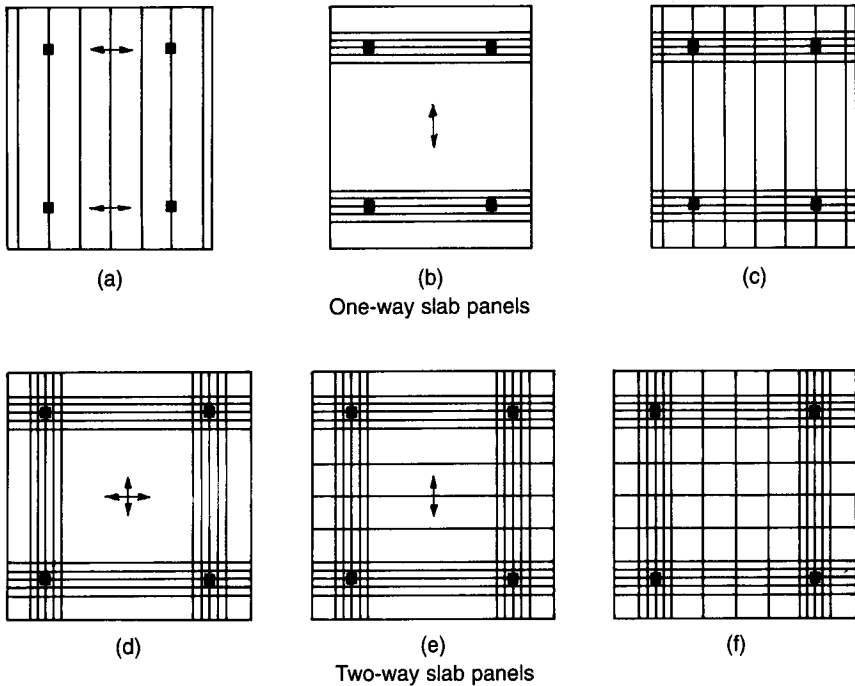 (a)
(b)
(c)
One-way slab panels
(d)
(e)
(f)
Two-way slab panels